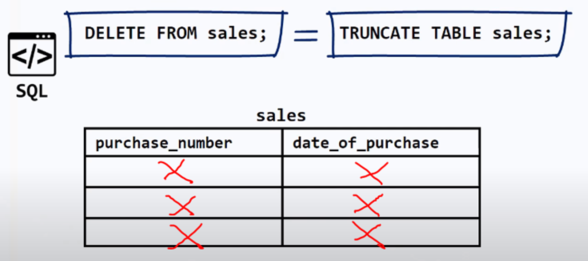 DELETE FROM sales; = TRUNCATE TABLE sales;
</>
SQL
sales
purchase_number date_of_purchase